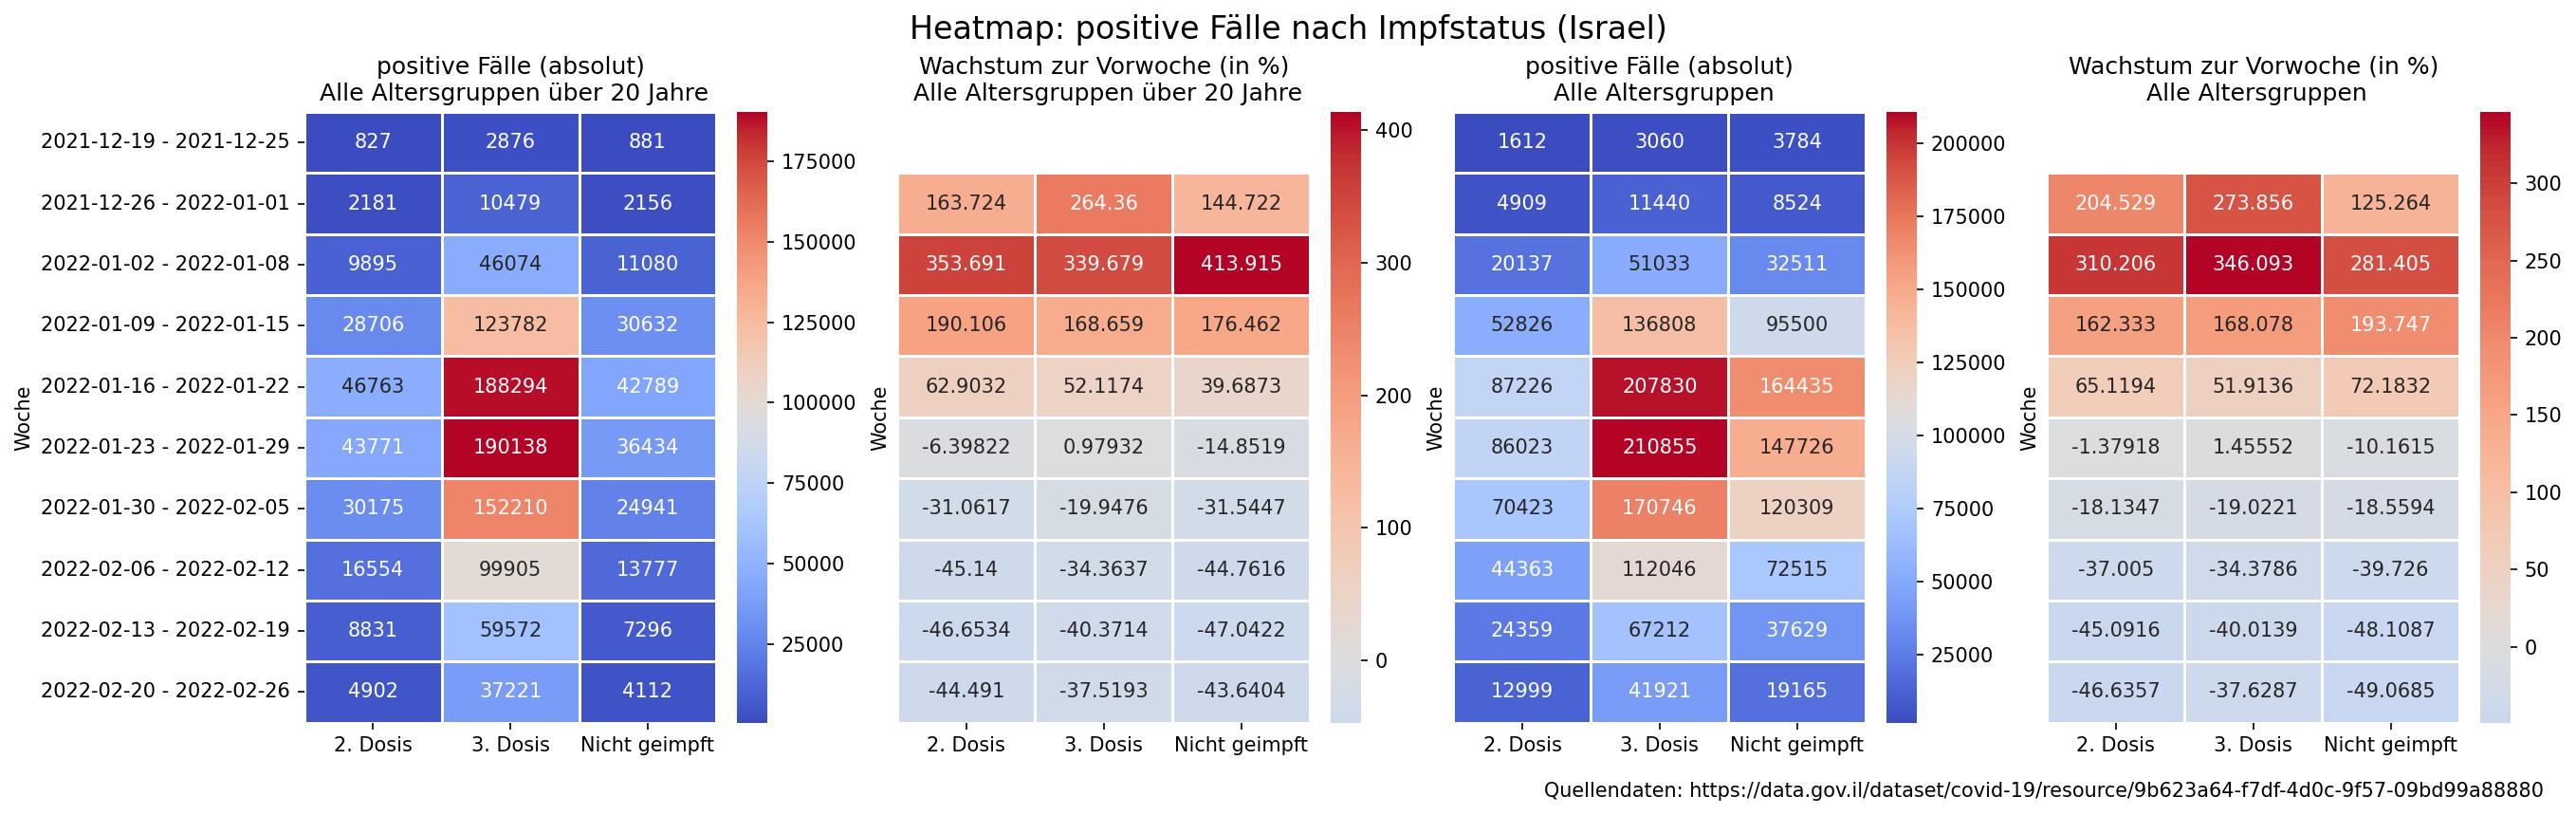 Heatmap: positive Fälle nach Impfstatus (Israel)
positive Fälle (absolut)
Alle Altersgruppen über 20 Jahre
Woche
2021-12-19 - 2021-12-25 827 2876 881
2021-12-26 - 2022-01-01 2181 10479 2156
2022-01-02 - 2022-01-08 9895 46074 11080
2022-01-09 - 2022-01-15 28706 123782 30632
2022-01-16 - 2022-01-22 46763 188294 42789
2022-01-23 - 2022-01-29 43771 190138 36434
2022-01-30 - 2022-02-05 30175 152210 24941
2022-02-06 - 2022-02-12 16554 99905 13777
2022-02-13 - 2022-02-19 8831 59572 7296
2022-02-20 - 2022-02-26 4902 37221 4112
2. Dosis 3. Dosis Nicht geimpft
175000
150000
125000
100000
75000
50000
25000
Wachstum zur Vorwoche (in %)
Alle Altersgruppen über 20 Jahre
Woche
163.724 264.36 144.722
353.691 339.679 413.915
190.106 168.659 176.462
62.9032 52.1174 39.6873
-6.39822 0.97932 -14.8519
-31.0617 -19.9476 -31.5447
-45.14 -34.3637 -44.7616
-46.6534 -40.3714 -47.0422
-44.491 -37.5193 -43.6404
2. Dosis 3. Dosis Nicht geimpft
400
300
200
100
0
positive Fälle (absolut)
Alle Altersgruppen
Woche
1612 3060 3784
4909 11440 8524
20137 51033 32511
52826 136808 95500
87226 207830 164435
86023 210855 147726
70423 170746 120309
44363 112046 72515
24359 67212 37629
12999 41921 19165
2. Dosis 3. Dosis Nicht geimpft
200000
175000
150000
125000
100000
75000
50000
25000
Wachstum zur Vorwoche (in %)
Alle Altersgruppen
Woche
204.529 273.856 125.264
310.206 346.093 281.405
162.333 168.078 193.747
65.1194 51.9136 72.1832
-1.37918 1.45552 -10.1615
-18.1347 -19.0221 -18.5594
-37.005 -34.3786 -39.726
-45.0916 -40.0139 -48.1087
-46.6357 -37.6287 -49.0685
2. Dosis 3. Dosis Nicht geimpft
300
250
200
150
100
50
0
Quellendaten: https://data.gov.il/dataset/covid-19/resource/9b623a64-f7df-4d0c-9f57-09bd99a88880